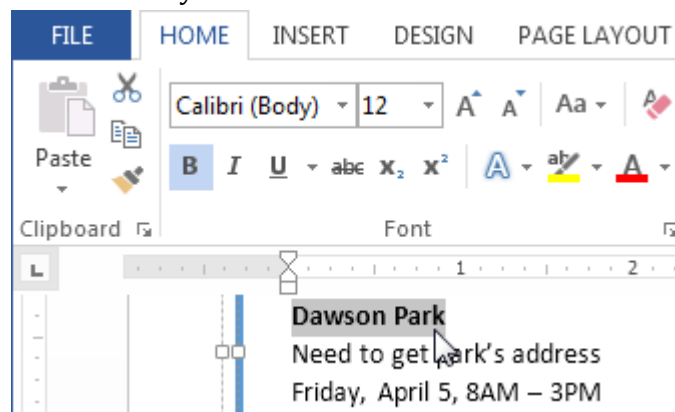 FILE HOME INSERT DESIGN PAGE LAYOUT
Calibri (Body) 12 A A Aa
Paste B I U abc X₂ X² A ab A
Clipboard Font
L 1 2
Dawson Park
Need to get park's address
Friday, April 5, 8AM – 3PM